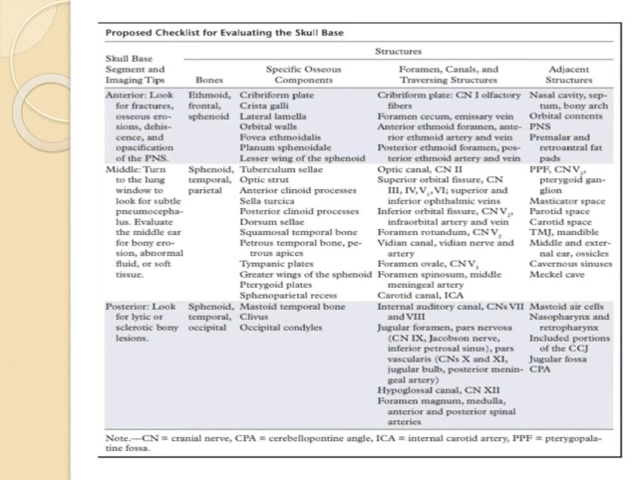 Proposed Checklist for Evaluating the Skull Base
Structures
Skull Base
Segment and
Imaging Tips
Bones
Specific Osseous
Components
Foramen, Canals, and
Traversing Structures
Adjacent
Structures
Anterior: Look
for fractures,
osseous ero-
sions, dehis-
cence, and
opacification
of the PNS.
Ethmoid,
frontal,
sphenoid
Cribriform plate
Crista galli
Lateral lamella
Orbital walls
Fovea ethmoidalis
Planum sphenoidale
Lesser wing of the sphenoid
Cribriform plate: CN I olfactory
fibers
Foramen cecum, emissary vein
Anterior ethmoid foramen, ante-
rior ethmoid artery and vein
Posterior ethmoid foramen, pos-
terior ethmoid artery and vein
Nasal cavity, sep-
tum, bony arch
Orbital contents
PNS
Premalar and
retroantral fat
pads
Middle: Turn
to the lung
window to
look for subtle
pneumocepha-
lus. Evaluate
the middle ear
for bony ero-
sion, abnormal
fluid, or soft
tissue.
Sphenoid,
temporal,
parietal
Tuberculum sellae
Optic strut
Anterior clinoid processes
Sella turcica
Posterior clinoid processes
Dorsum sellae
Squamosal temporal bone
Petrous temporal bone, pe-
trous apices
Tympanic plates
Greater wings of the sphenoid
Pterygoid plates
Sphenoparietal recess
Optic canal, CN II
Superior orbital fissure, CN
III, IV, V₁, VI; superior and
inferior ophthalmic veins
Inferior orbital fissure, CN V₂,
infraorbital artery and vein
Foramen rotundum, CN V₂
Vidian canal, vidian nerve and
artery
Foramen ovale, CN V₃
Foramen spinosum, middle
meningeal artery
Carotid canal, ICA
PPF, CN V₂,
pterygoid gan-
glion
Masticator space
Parotid space
Carotid space
TMJ, mandible
Middle and exter-
nal ear, ossicles
Cavernous sinuses
Meckel cave
Posterior: Look
for lytic or
sclerotic bony
lesions.
Sphenoid,
temporal,
occipital
Mastoid temporal bone
Clivus
Occipital condyles
Internal auditory canal, CNs VII
and VIII
Jugular foramen, pars nervosa
(CN IX, Jacobson nerve,
inferior petrosal sinus), pars
vascularis (CNs X and XI,
jugular bulb, posterior menin-
geal artery)
Hypoglossal canal, CN XII
Foramen magnum, medulla,
anterior and posterior spinal
arteries
Mastoid air cells
Nasopharynx and
retropharynx
Included portions
of the CCJ
Jugular fossa
CPA
Note.—CN = cranial nerve, CPA = cerebellopontine angle, ICA = internal carotid artery, PPF = pterygopala-
tine fossa.